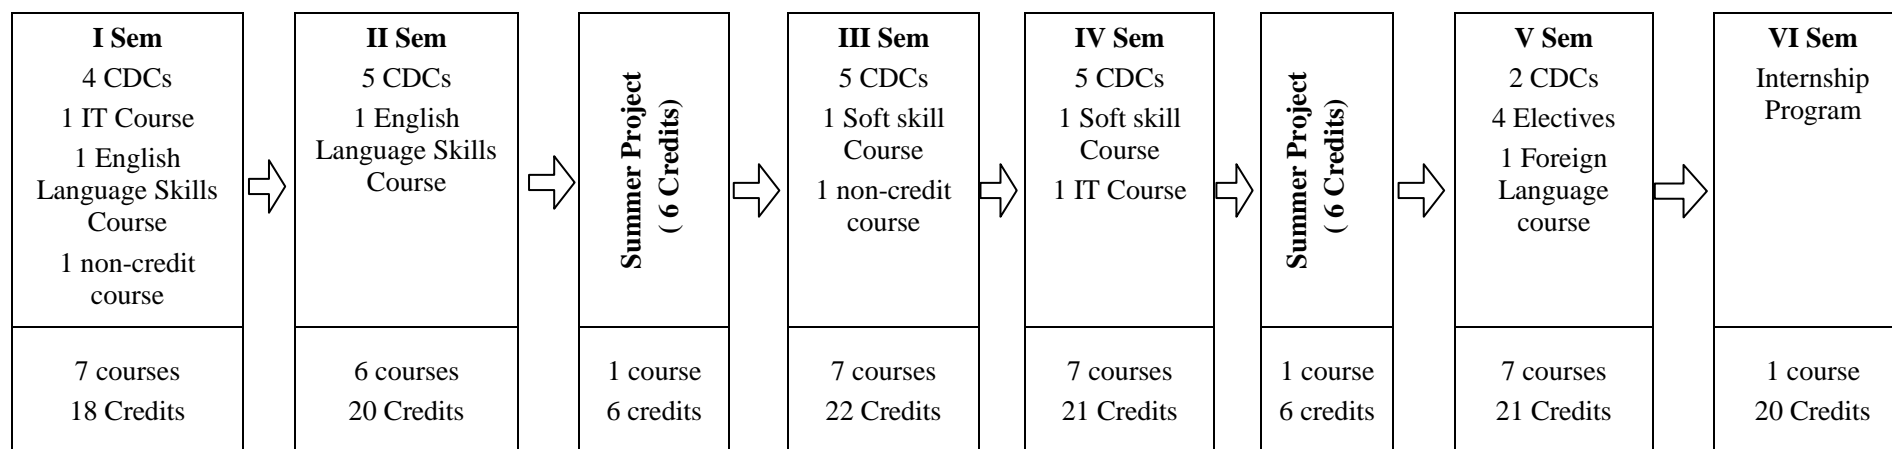 I Sem
4 CDCs
1 IT Course
1 English
Language Skills
Course
1 non-credit
course
7 courses
18 Credits
II Sem
5 CDCs
1 English
Language Skills
Course
6 courses
20 Credits
Summer Project
( 6 Credits)
1 course
6 credits
III Sem
5 CDCs
1 Soft skill
Course
1 non-credit
course
7 courses
22 Credits
IV Sem
5 CDCs
1 Soft skill
Course
1 IT Course
7 courses
21 Credits
Summer Project
( 6 Credits)
1 course
6 credits
V Sem
2 CDCs
4 Electives
1 Foreign
Language
course
7 courses
21 Credits
VI Sem
Internship
Program
1 course
20 Credits